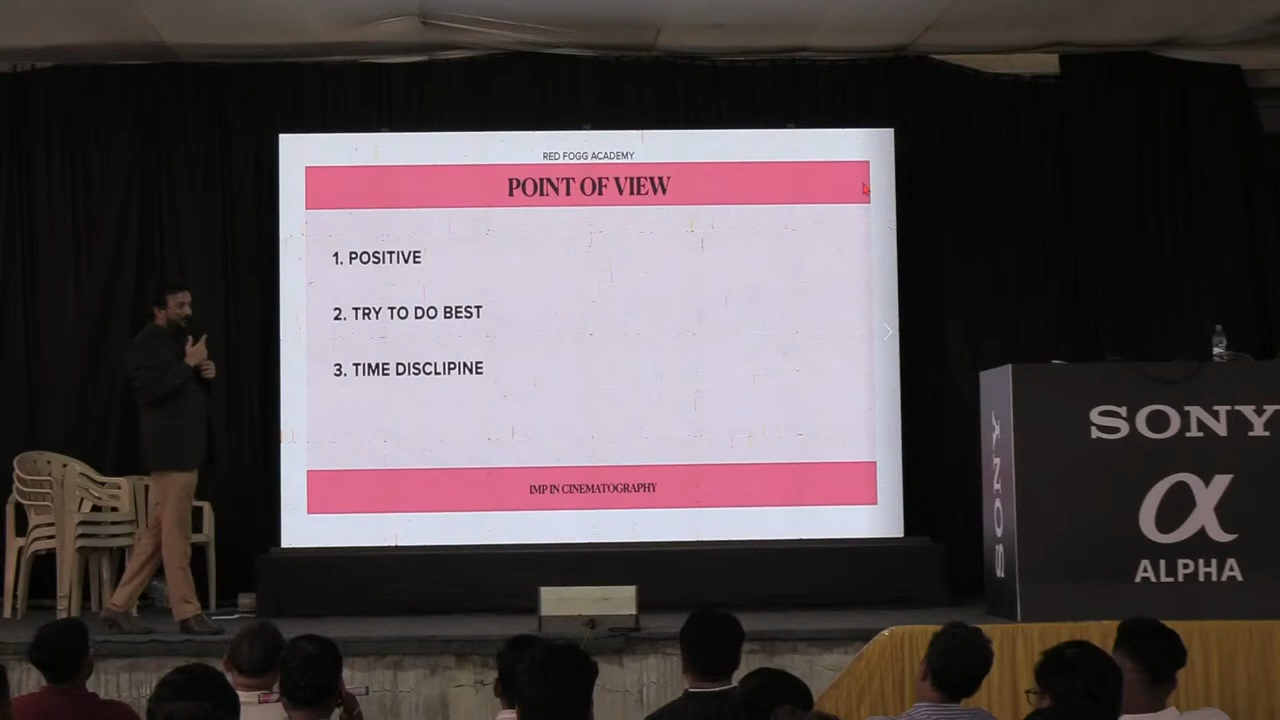 RED FOGG ACADEMY
POINT OF VIEW
1. POSITIVE
2. TRY TO DO BEST
3. TIME DISCLIPINE
IMP IN CINEMATOGRAPHY
SONY
SONY
α
ALPHA